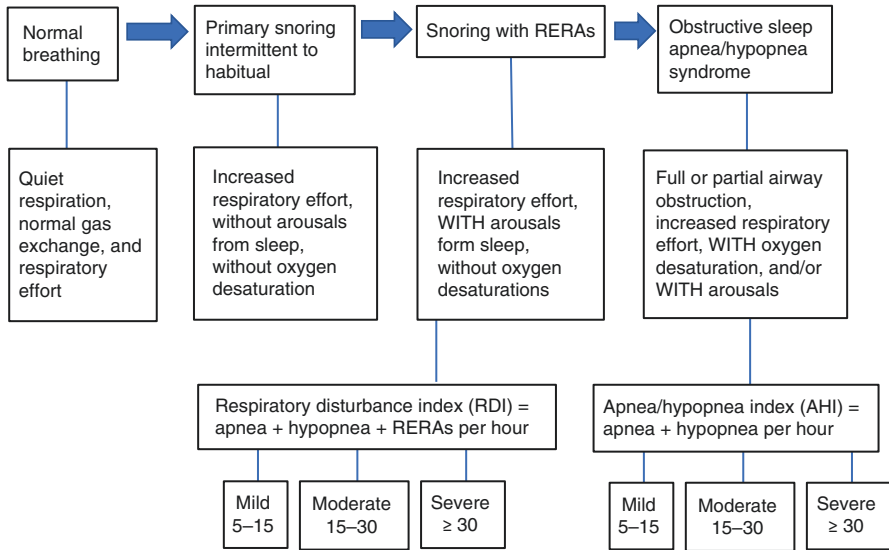 Normal
breathing
Primary snoring
intermittent to
habitual
Snoring with RERAs
Obstructive sleep
apnea/hypopnea
syndrome
Quiet
respiration,
normal gas
exchange, and
respiratory
effort
Increased
respiratory effort,
without arousals
from sleep,
without oxygen
desaturation
Increased
respiratory effort,
WITH arousals
form sleep,
without oxygen
desaturations
Full or partial airway
obstruction,
increased respiratory
effort, WITH oxygen
desaturation, and/or
WITH arousals
Respiratory disturbance index (RDI) =
apnea + hypopnea + RERAs per hour
Apnea/hypopnea index (AHI) =
apnea + hypopnea per hour
Mild
5–15
Moderate
15–30
Severe
≥ 30
Mild
5–15
Moderate
15–30
Severe
≥ 30